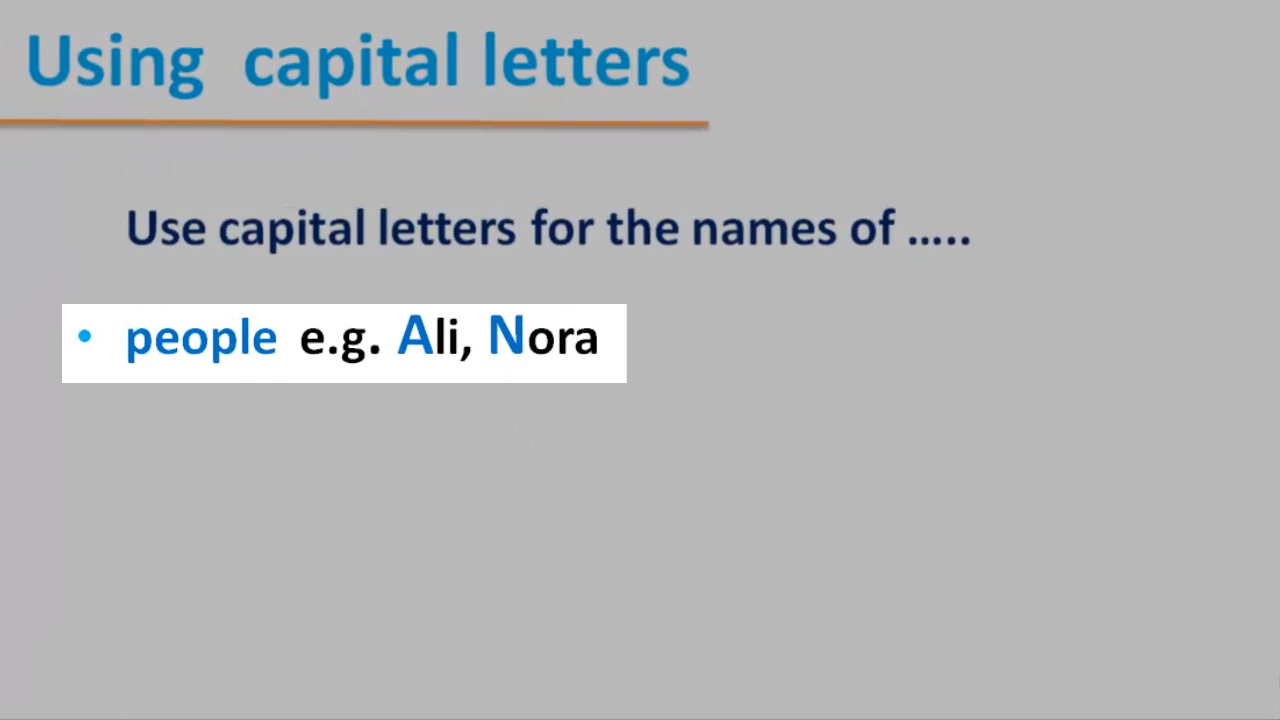 Using capital letters
Use capital letters for the names of .....
• people e.g. Ali, Nora